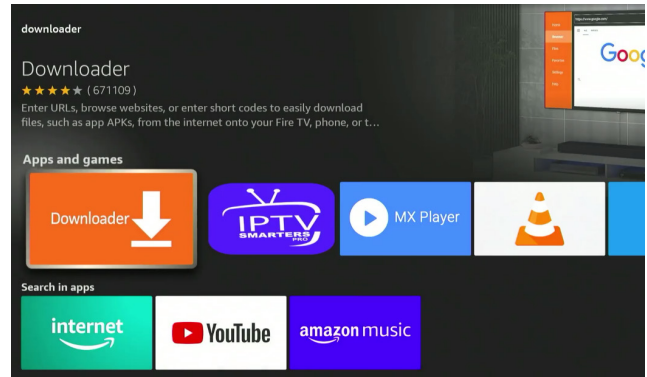 downloader
Downloader
(671109)
Enter URLs, browse websites, or enter short codes to easily download
files, such as app APKs, from the internet onto your Fire TV, phone, or t...
Apps and games
Downloader
IPTV
SMARTERS
PRO
MX Player
Search in apps
internet
YouTube
amazon music
Goog